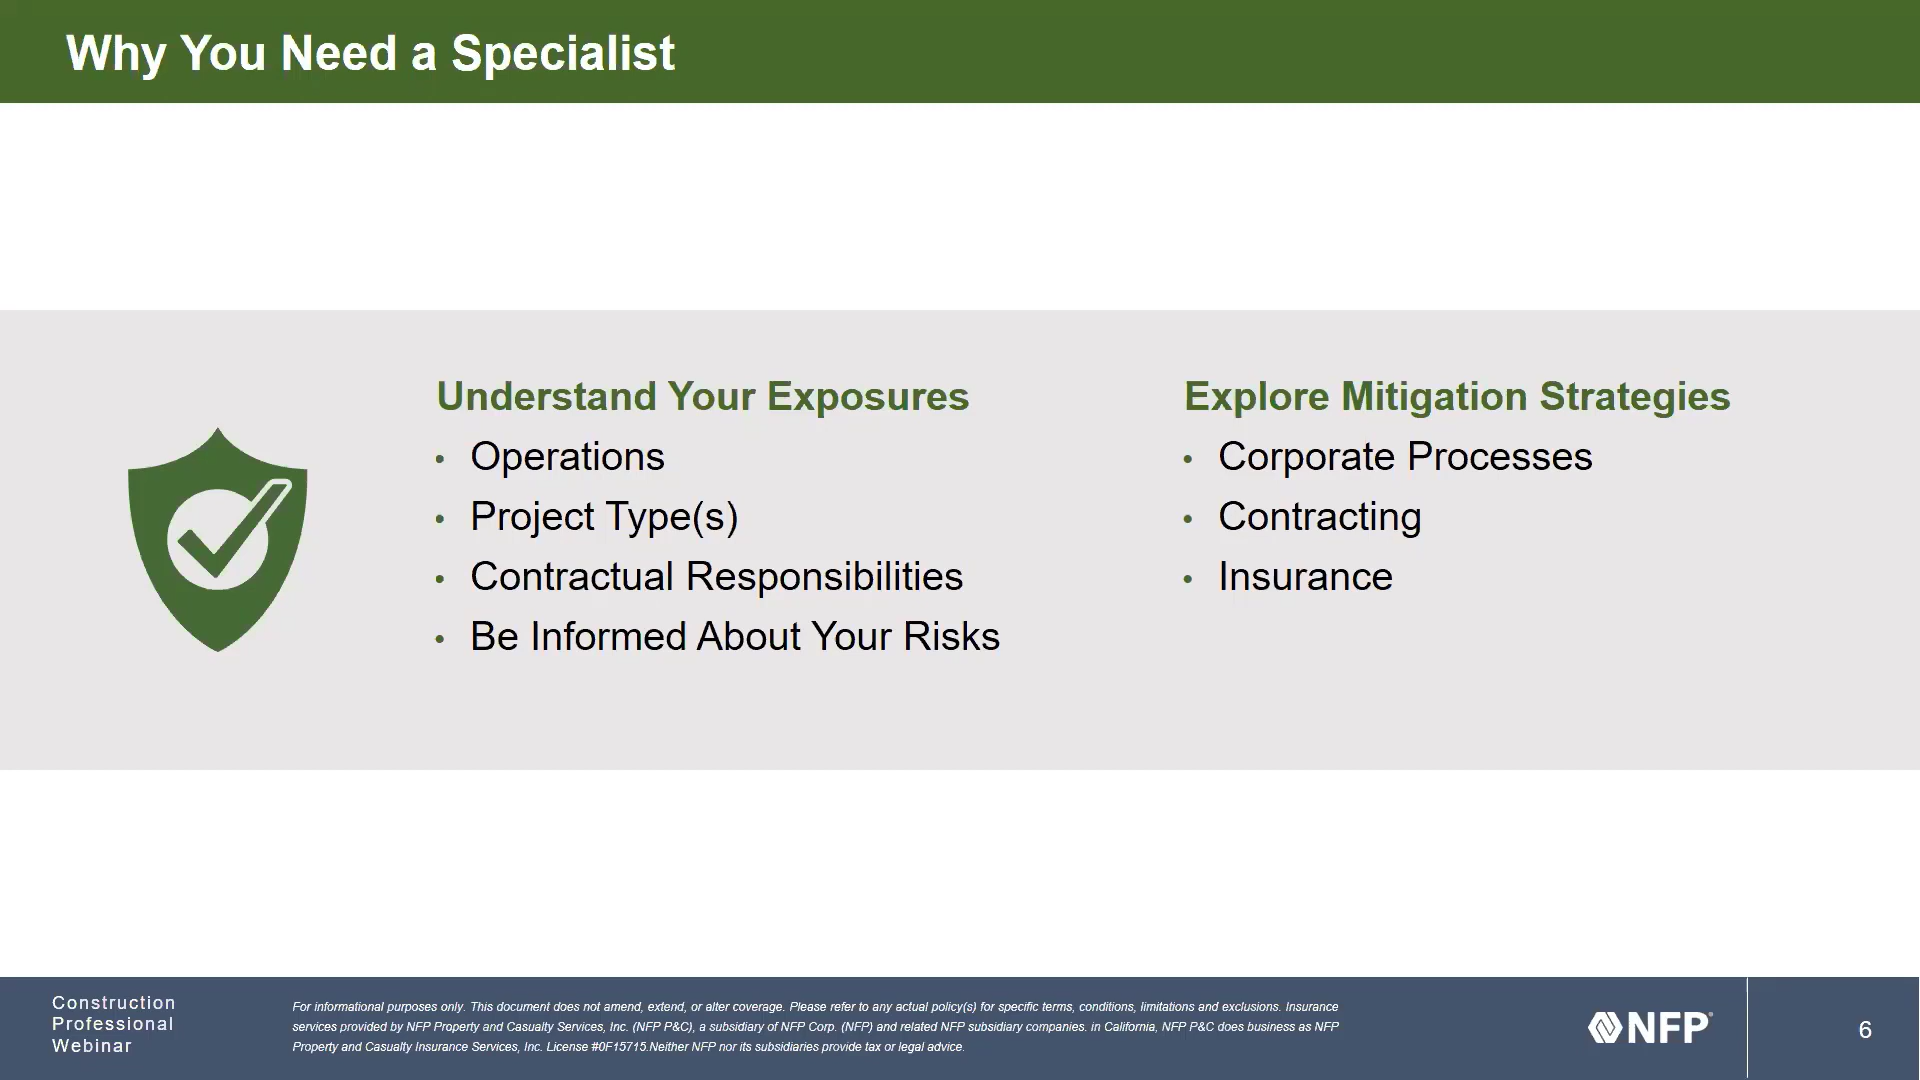 Why You Need a Specialist
Understand Your Exposures
• Operations
• Project Type(s)
• Contractual Responsibilities
• Be Informed About Your Risks
Explore Mitigation Strategies
• Corporate Processes
• Contracting
• Insurance
Construction
Professional
Webinar
For informational purposes only. This document does not amend, extend, or alter coverage. Please refer to any actual policy(s) for specific terms, conditions, limitations and exclusions. Insurance
services provided by NFP Property and Casualty Services, Inc. (NFP P&C), a subsidiary of NFP Corp. (NFP) and related NFP subsidiary companies. in California, NFP P&C does business as NFP
Property and Casualty Insurance Services, Inc. License #0F15715.Neither NFP nor its subsidiaries provide tax or legal advice.
NFP®
6